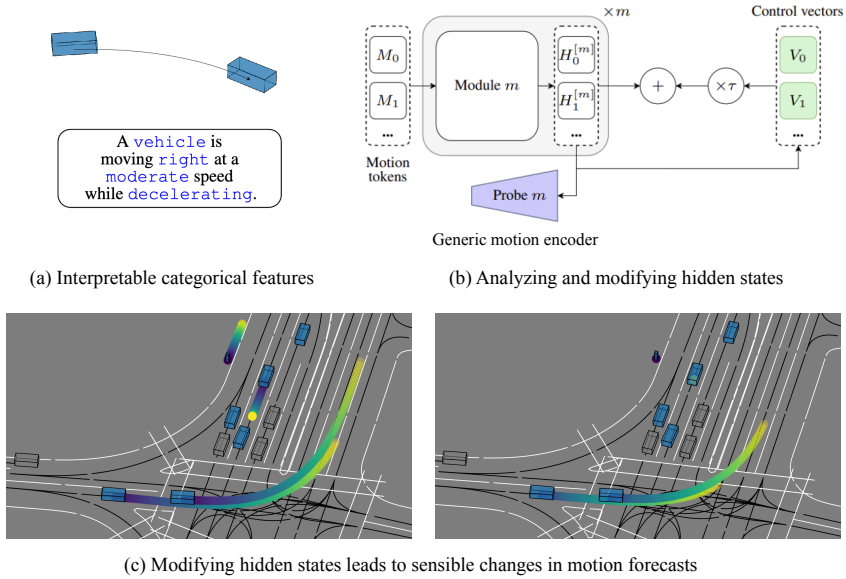 A vehicle is
moving right at a
moderate speed
while decelerating.
(a) Interpretable categorical features
×m
Control vectors
M₀
M₁
...
Motion
tokens
Module m
H₀^[m]
H₁^[m]
...
+
×τ
V₀
V₁
...
Probe m
Generic motion encoder
(b) Analyzing and modifying hidden states
(c) Modifying hidden states leads to sensible changes in motion forecasts